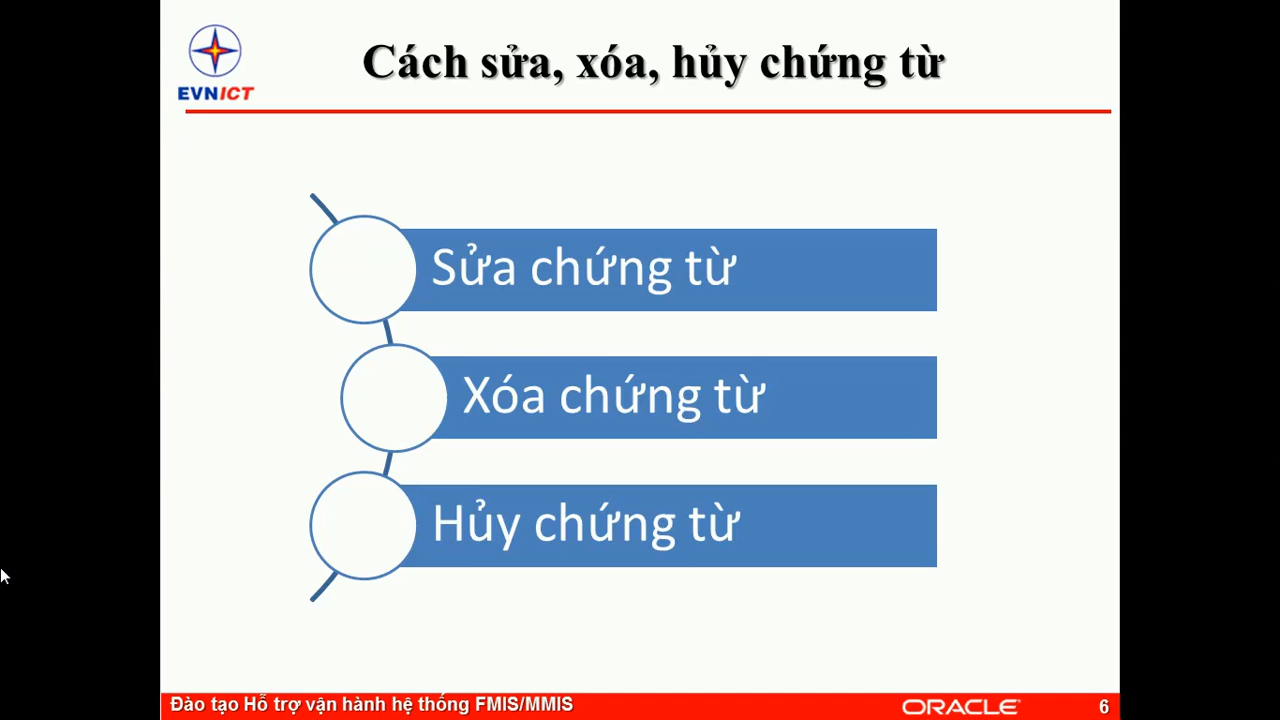 Cách sửa, xóa, hủy chứng từ
EVNICT
Sửa chứng từ
Xóa chứng từ
Hủy chứng từ
Đào tạo Hỗ trợ vận hành hệ thống FMIS/MMIS
ORACLE
6